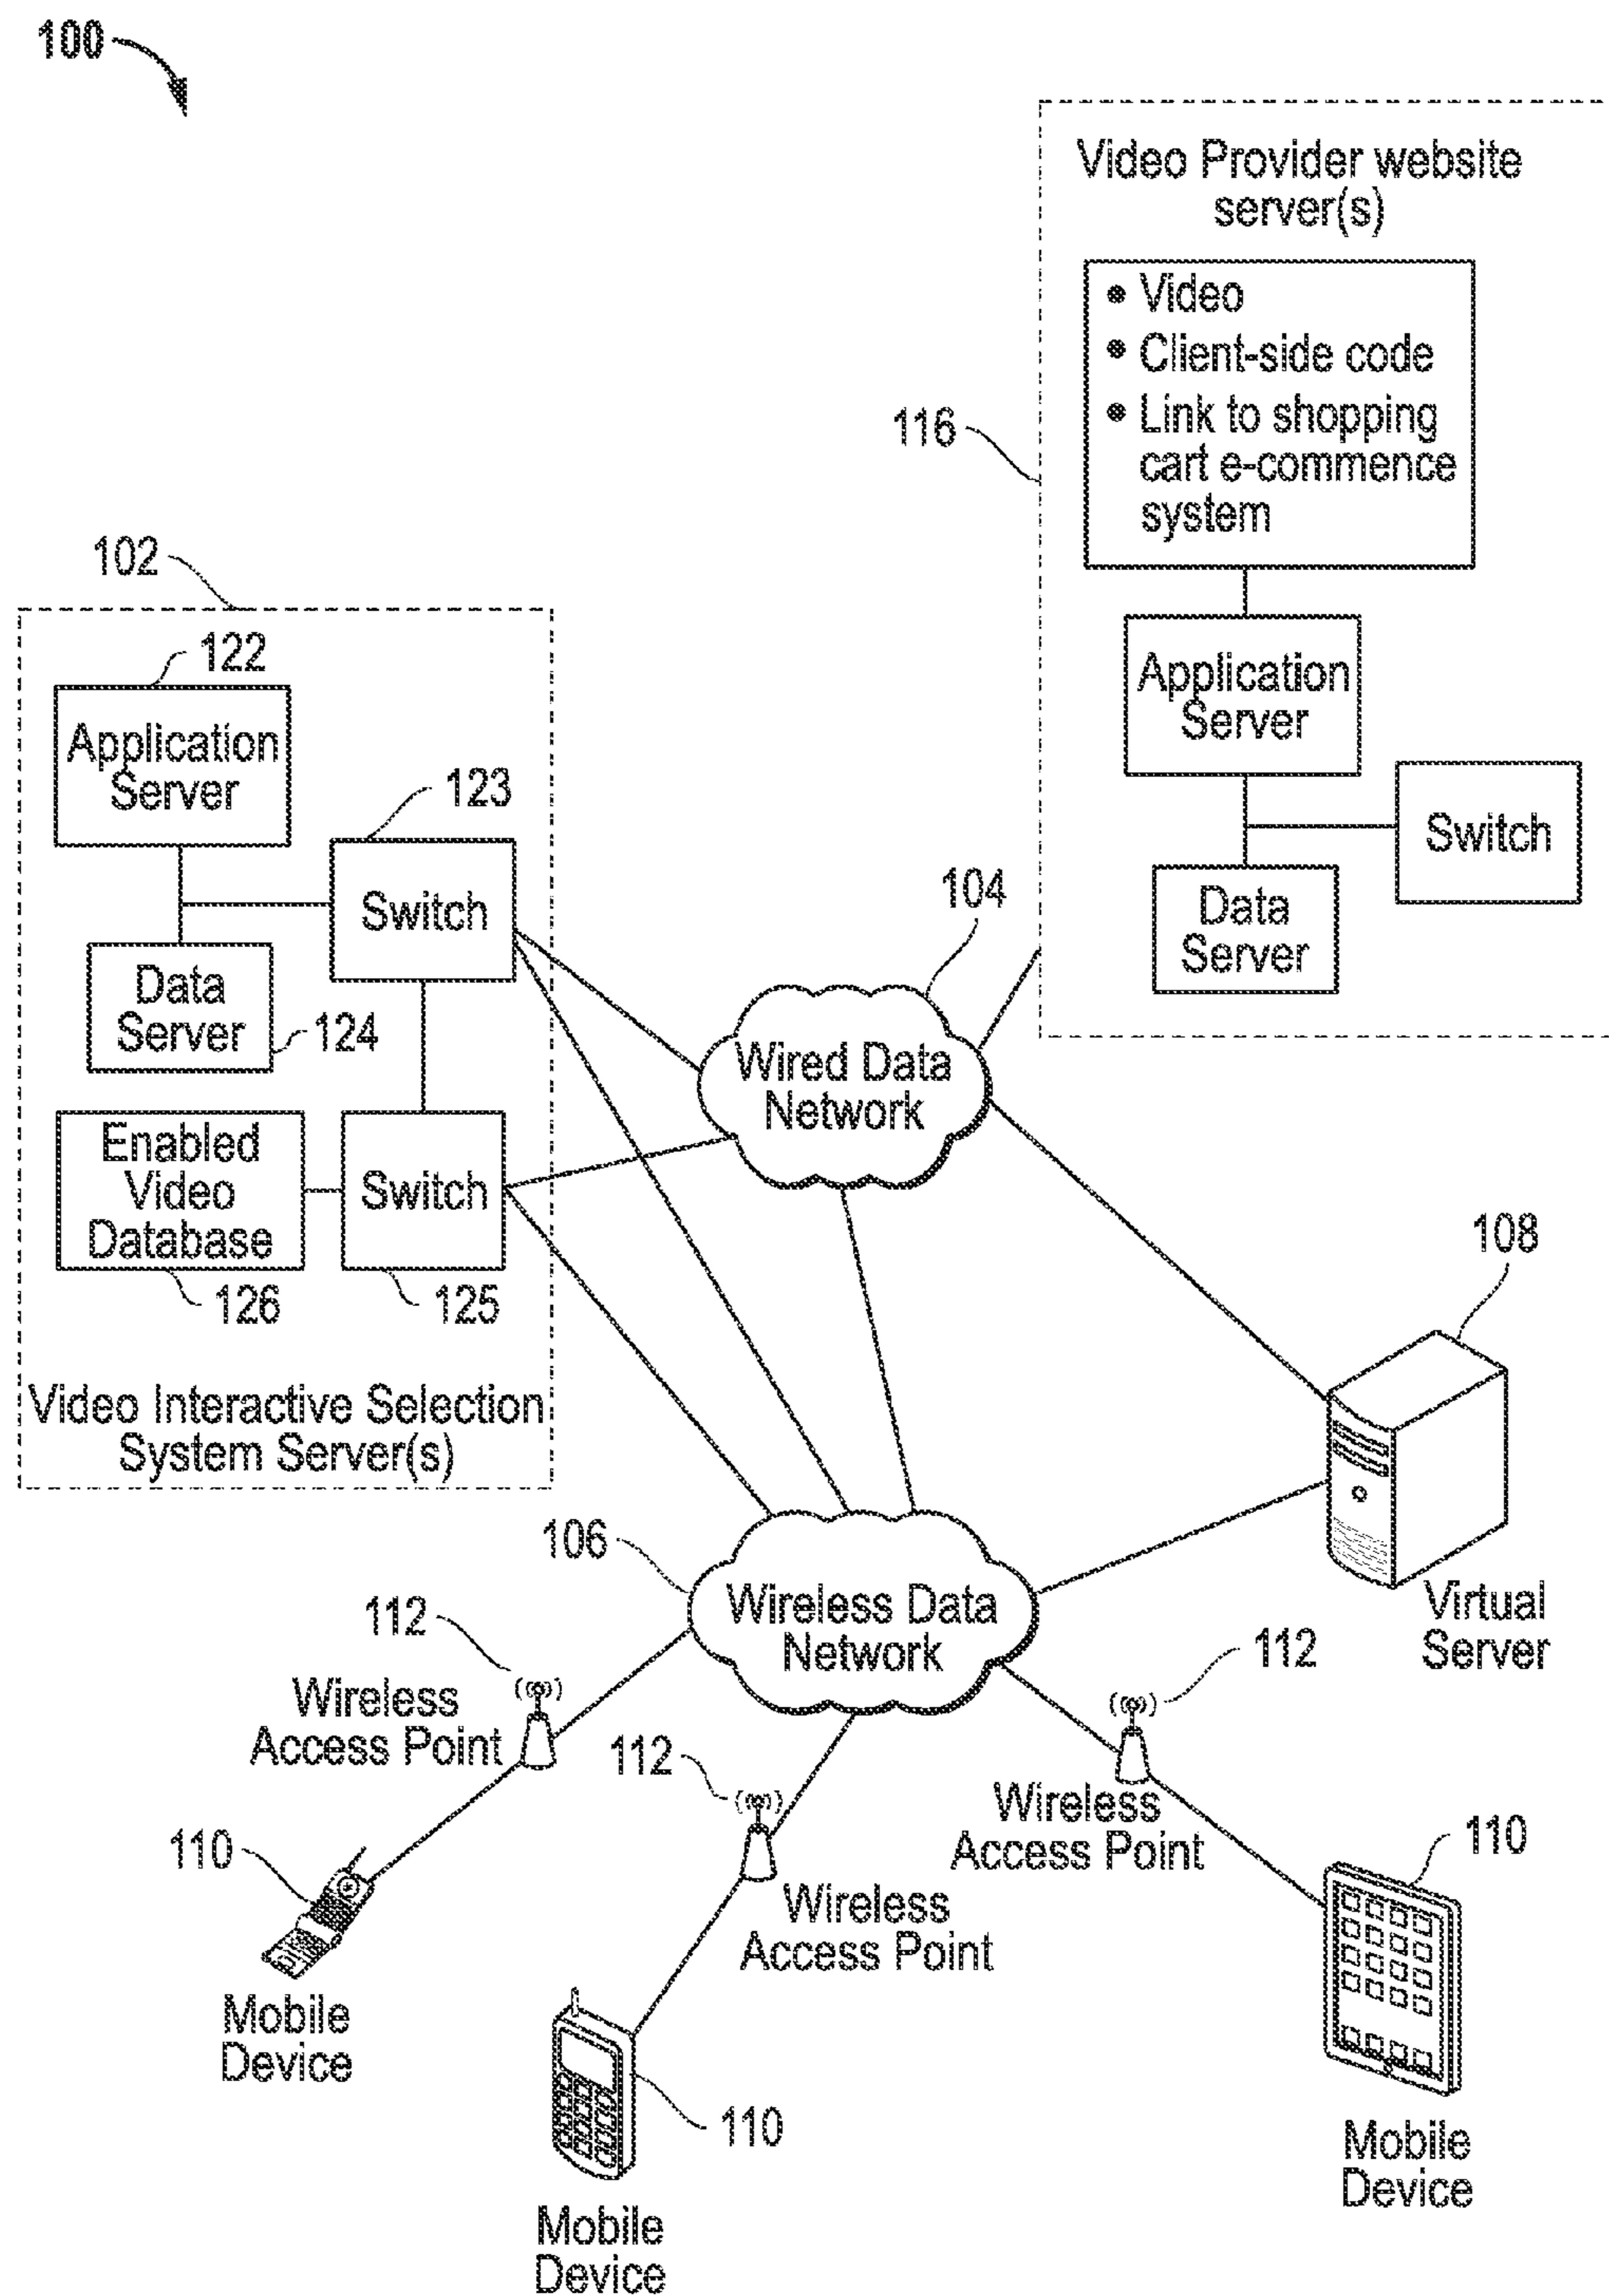 100
Video Provider website
server(s)
• Video
• Client-side code
• Link to shopping
cart e-commence
system
116
Application
Server
Switch
Data
Server
102
122
Application
Server
123
Switch
Data
Server
124
Enabled
Video
Database
Switch
126
125
Video Interactive Selection
System Server(s)
104
Wired Data
Network
108
Virtual
Server
106
Wireless Data
Network
112
Wireless
Access Point
112
Wireless
Access Point
112
Wireless
Access Point
110
Mobile
Device
110
Mobile
Device
110
Mobile
Device